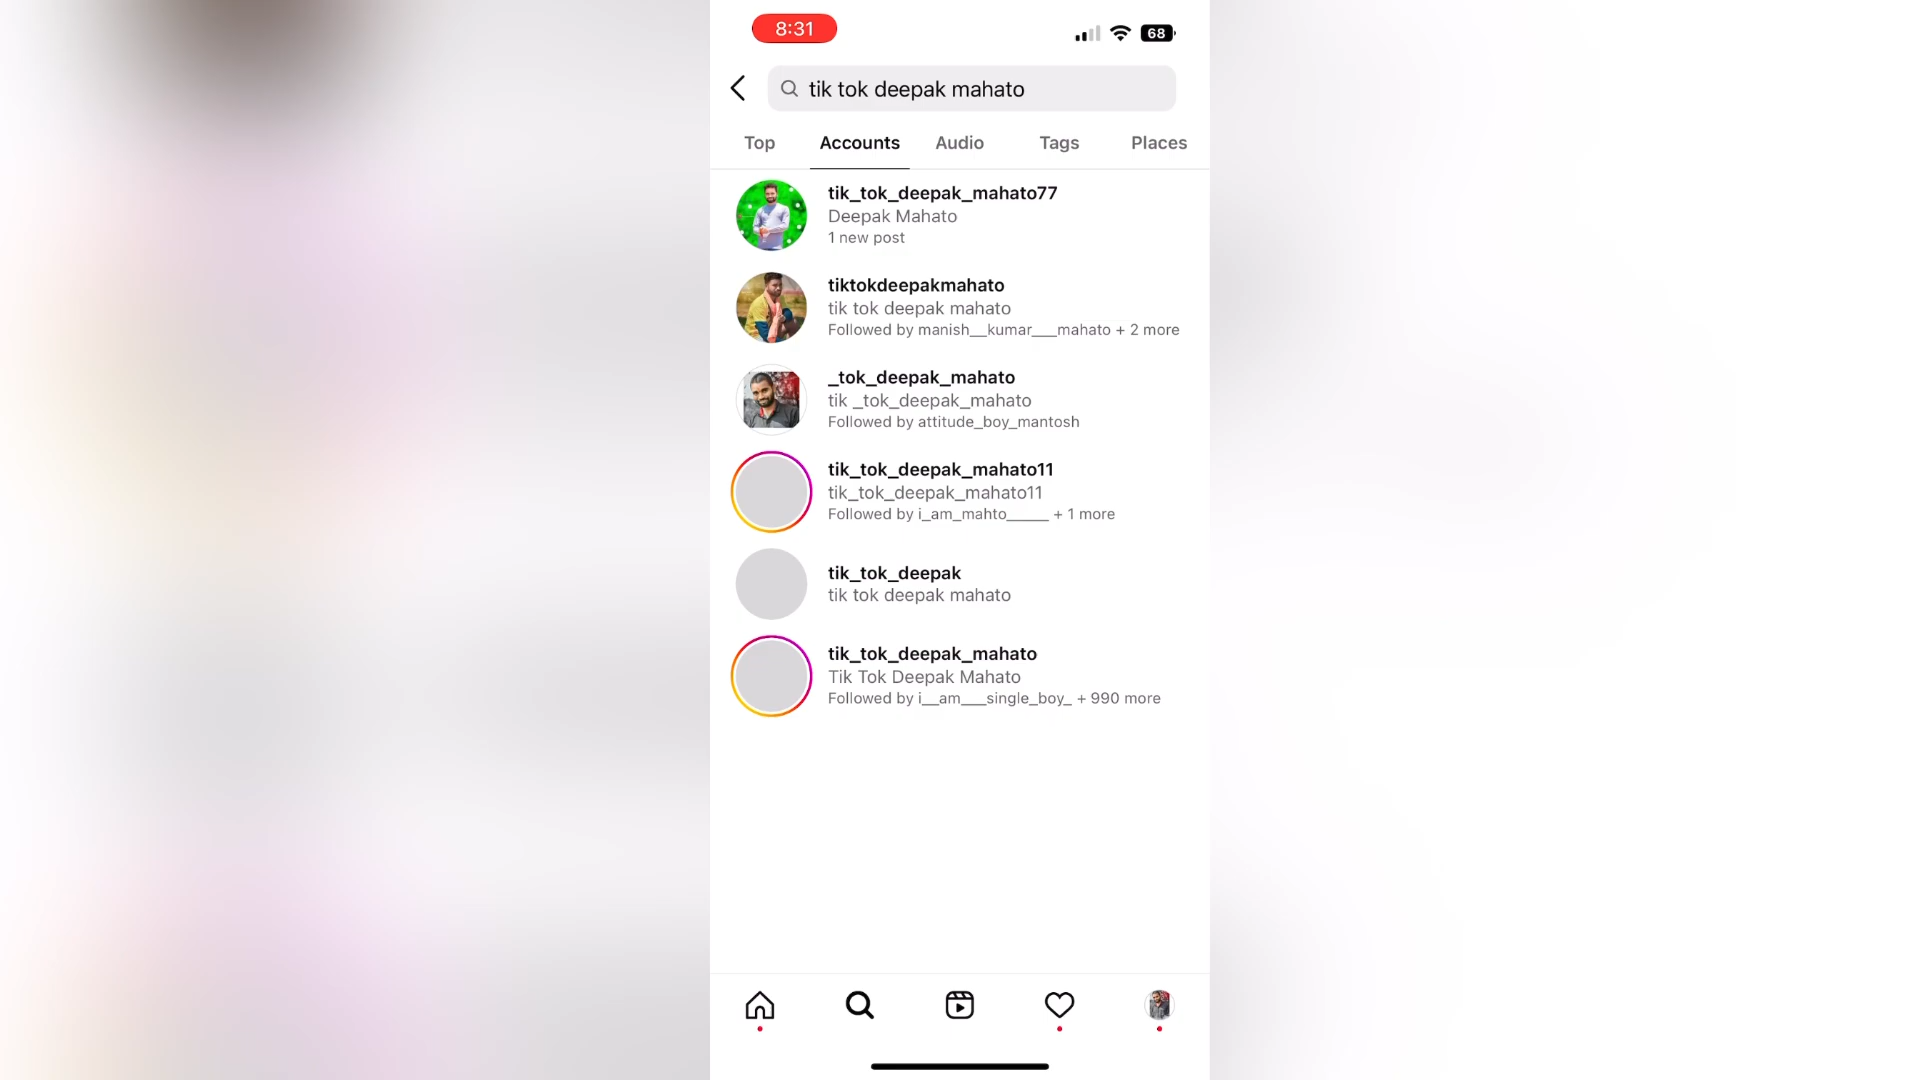 8:31
68
tik tok deepak mahato
Top Accounts Audio Tags Places
tik_tok_deepak_mahato77
Deepak Mahato
1 new post
tiktokdeepakmahato
tik tok deepak mahato
Followed by manish__kumar___mahato + 2 more
_tok_deepak_mahato
tik _tok_deepak_mahato
Followed by attitude_boy_mantosh
tik_tok_deepak_mahato11
tik_tok_deepak_mahato11
Followed by i_am_mahto_____ + 1 more
tik_tok_deepak
tik tok deepak mahato
tik_tok_deepak_mahato
Tik Tok Deepak Mahato
Followed by i__am___single_boy_ + 990 more